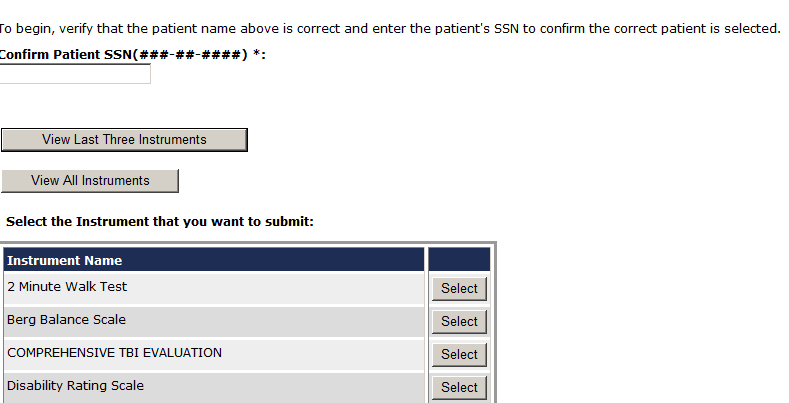 To begin, verify that the patient name above is correct and enter the patient's SSN to confirm the correct patient is selected.
Confirm Patient SSN(###-##-####) *:
View Last Three Instruments
View All Instruments
Select the Instrument that you want to submit:
Instrument Name
2 Minute Walk Test Select
Berg Balance Scale Select
COMPREHENSIVE TBI EVALUATION Select
Disability Rating Scale Select